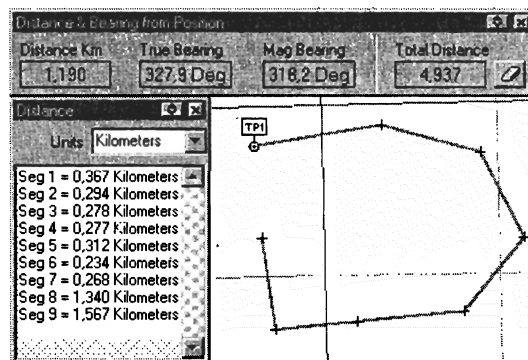 Distance & Bearing from Position
Distance Km True Bearing Mag Bearing Total Distance
1,190 327,9 Deg 318,2 Deg 4,937
Distance
Units Kilometers
Seg 1 = 0,367 Kilometers
Seg 2 = 0,294 Kilometers
Seg 3 = 0,278 Kilometers
Seg 4 = 0,277 Kilometers
Seg 5 = 0,312 Kilometers
Seg 6 = 0,234 Kilometers
Seg 7 = 0,268 Kilometers
Seg 8 = 1,340 Kilometers
Seg 9 = 1,567 Kilometers
TP1